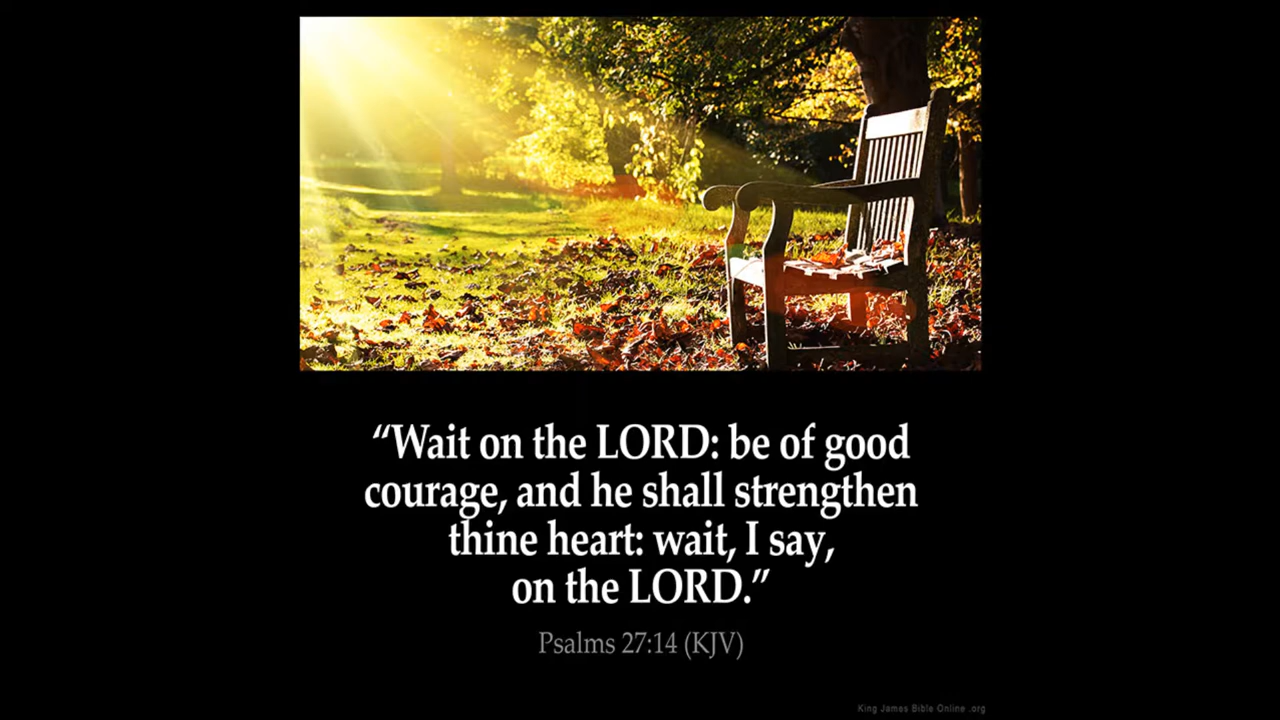 “Wait on the LORD: be of good
courage, and he shall strengthen
thine heart: wait, I say,
on the LORD.”
Psalms 27:14 (KJV)
King James Bible Online .org